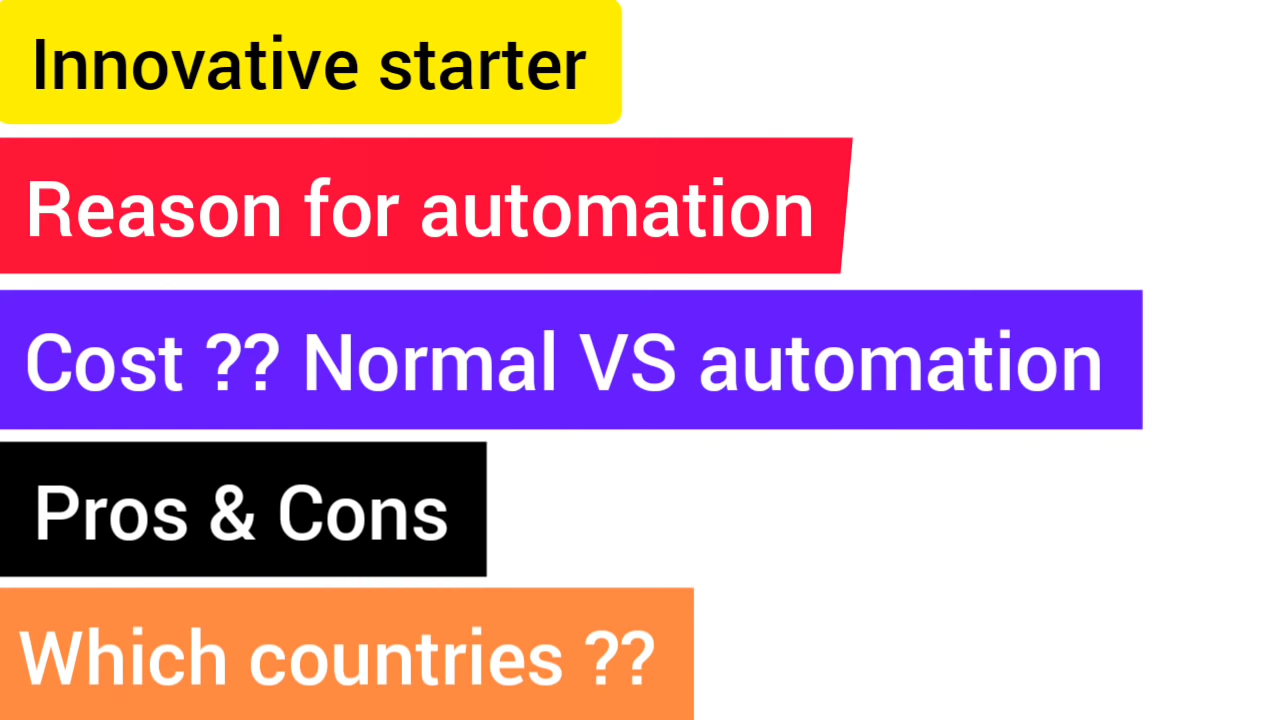 Innovative starter
Reason for automation
Cost ?? Normal VS automation
Pros & Cons
Which countries ??